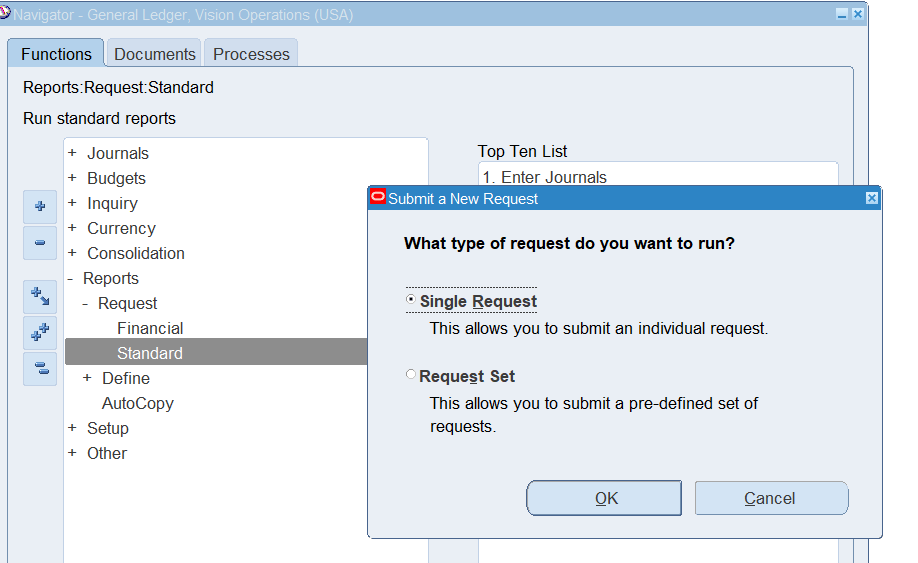 Navigator - General Ledger, Vision Operations (USA)
Functions
Documents
Processes
Reports:Request:Standard
Run standard reports
+ Journals
+ Budgets
+ Inquiry
+ Currency
+ Consolidation
- Reports
- Request
Financial
Standard
+ Define
AutoCopy
+ Setup
+ Other
Top Ten List
1. Enter Journals
Submit a New Request
What type of request do you want to run?
Single Request
This allows you to submit an individual request.
Request Set
This allows you to submit a pre-defined set of
requests.
OK
Cancel